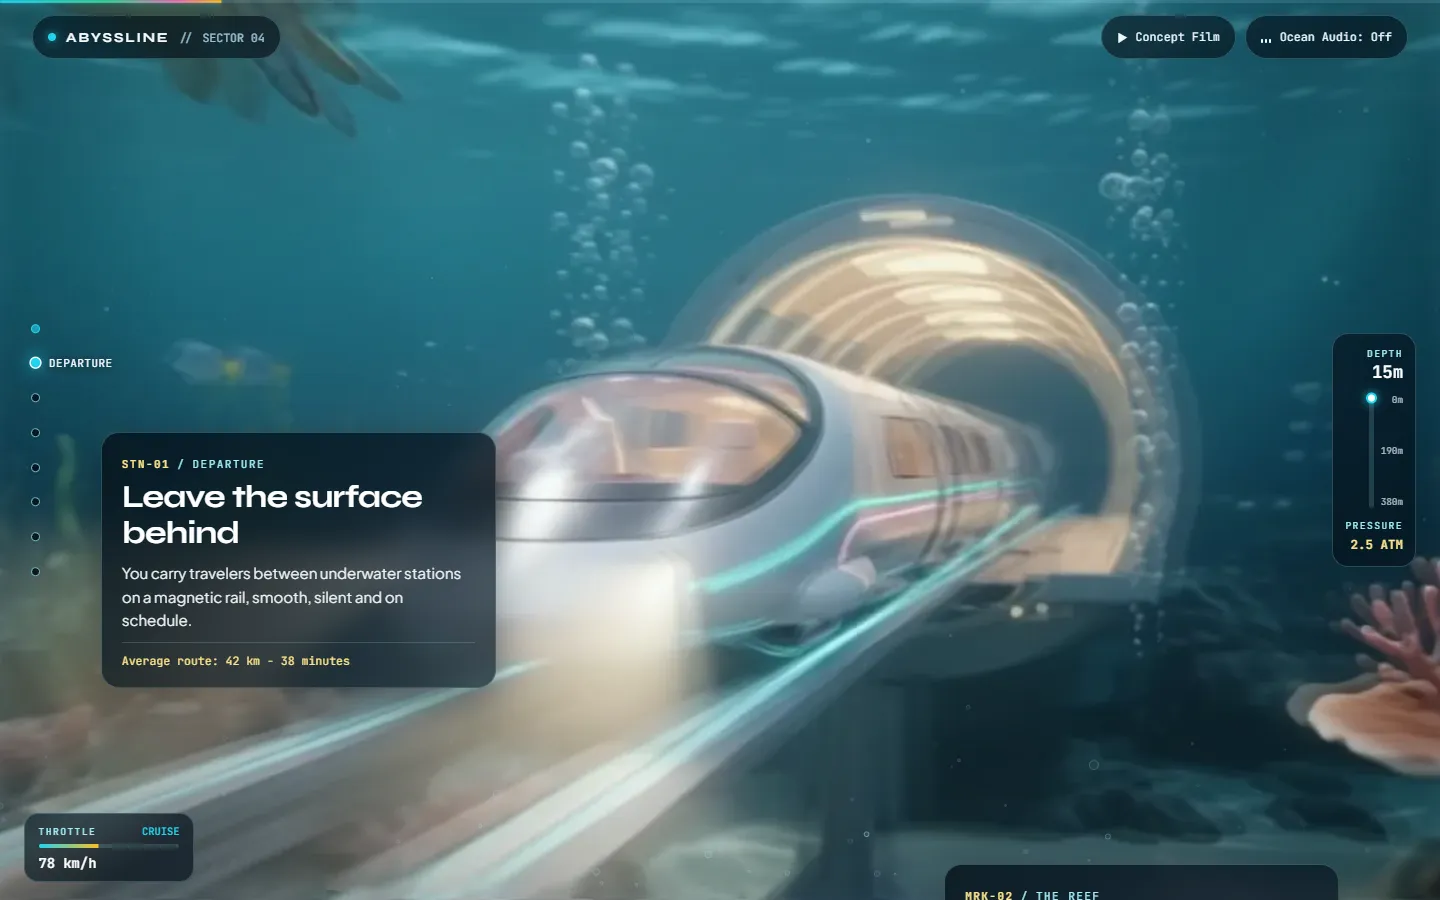 ABYSSLINE // SECTOR 04
Concept Film
Ocean Audio: Off
DEPARTURE
STN-01 / DEPARTURE
Leave the surface
behind
You carry travelers between underwater stations
on a magnetic rail, smooth, silent and on
schedule.
Average route: 42 km - 38 minutes
DEPTH
15m
0m
190m
380m
PRESSURE
2.5 ATM
THROTTLE CRUISE
78 km/h
MRK-02 / THE REEF